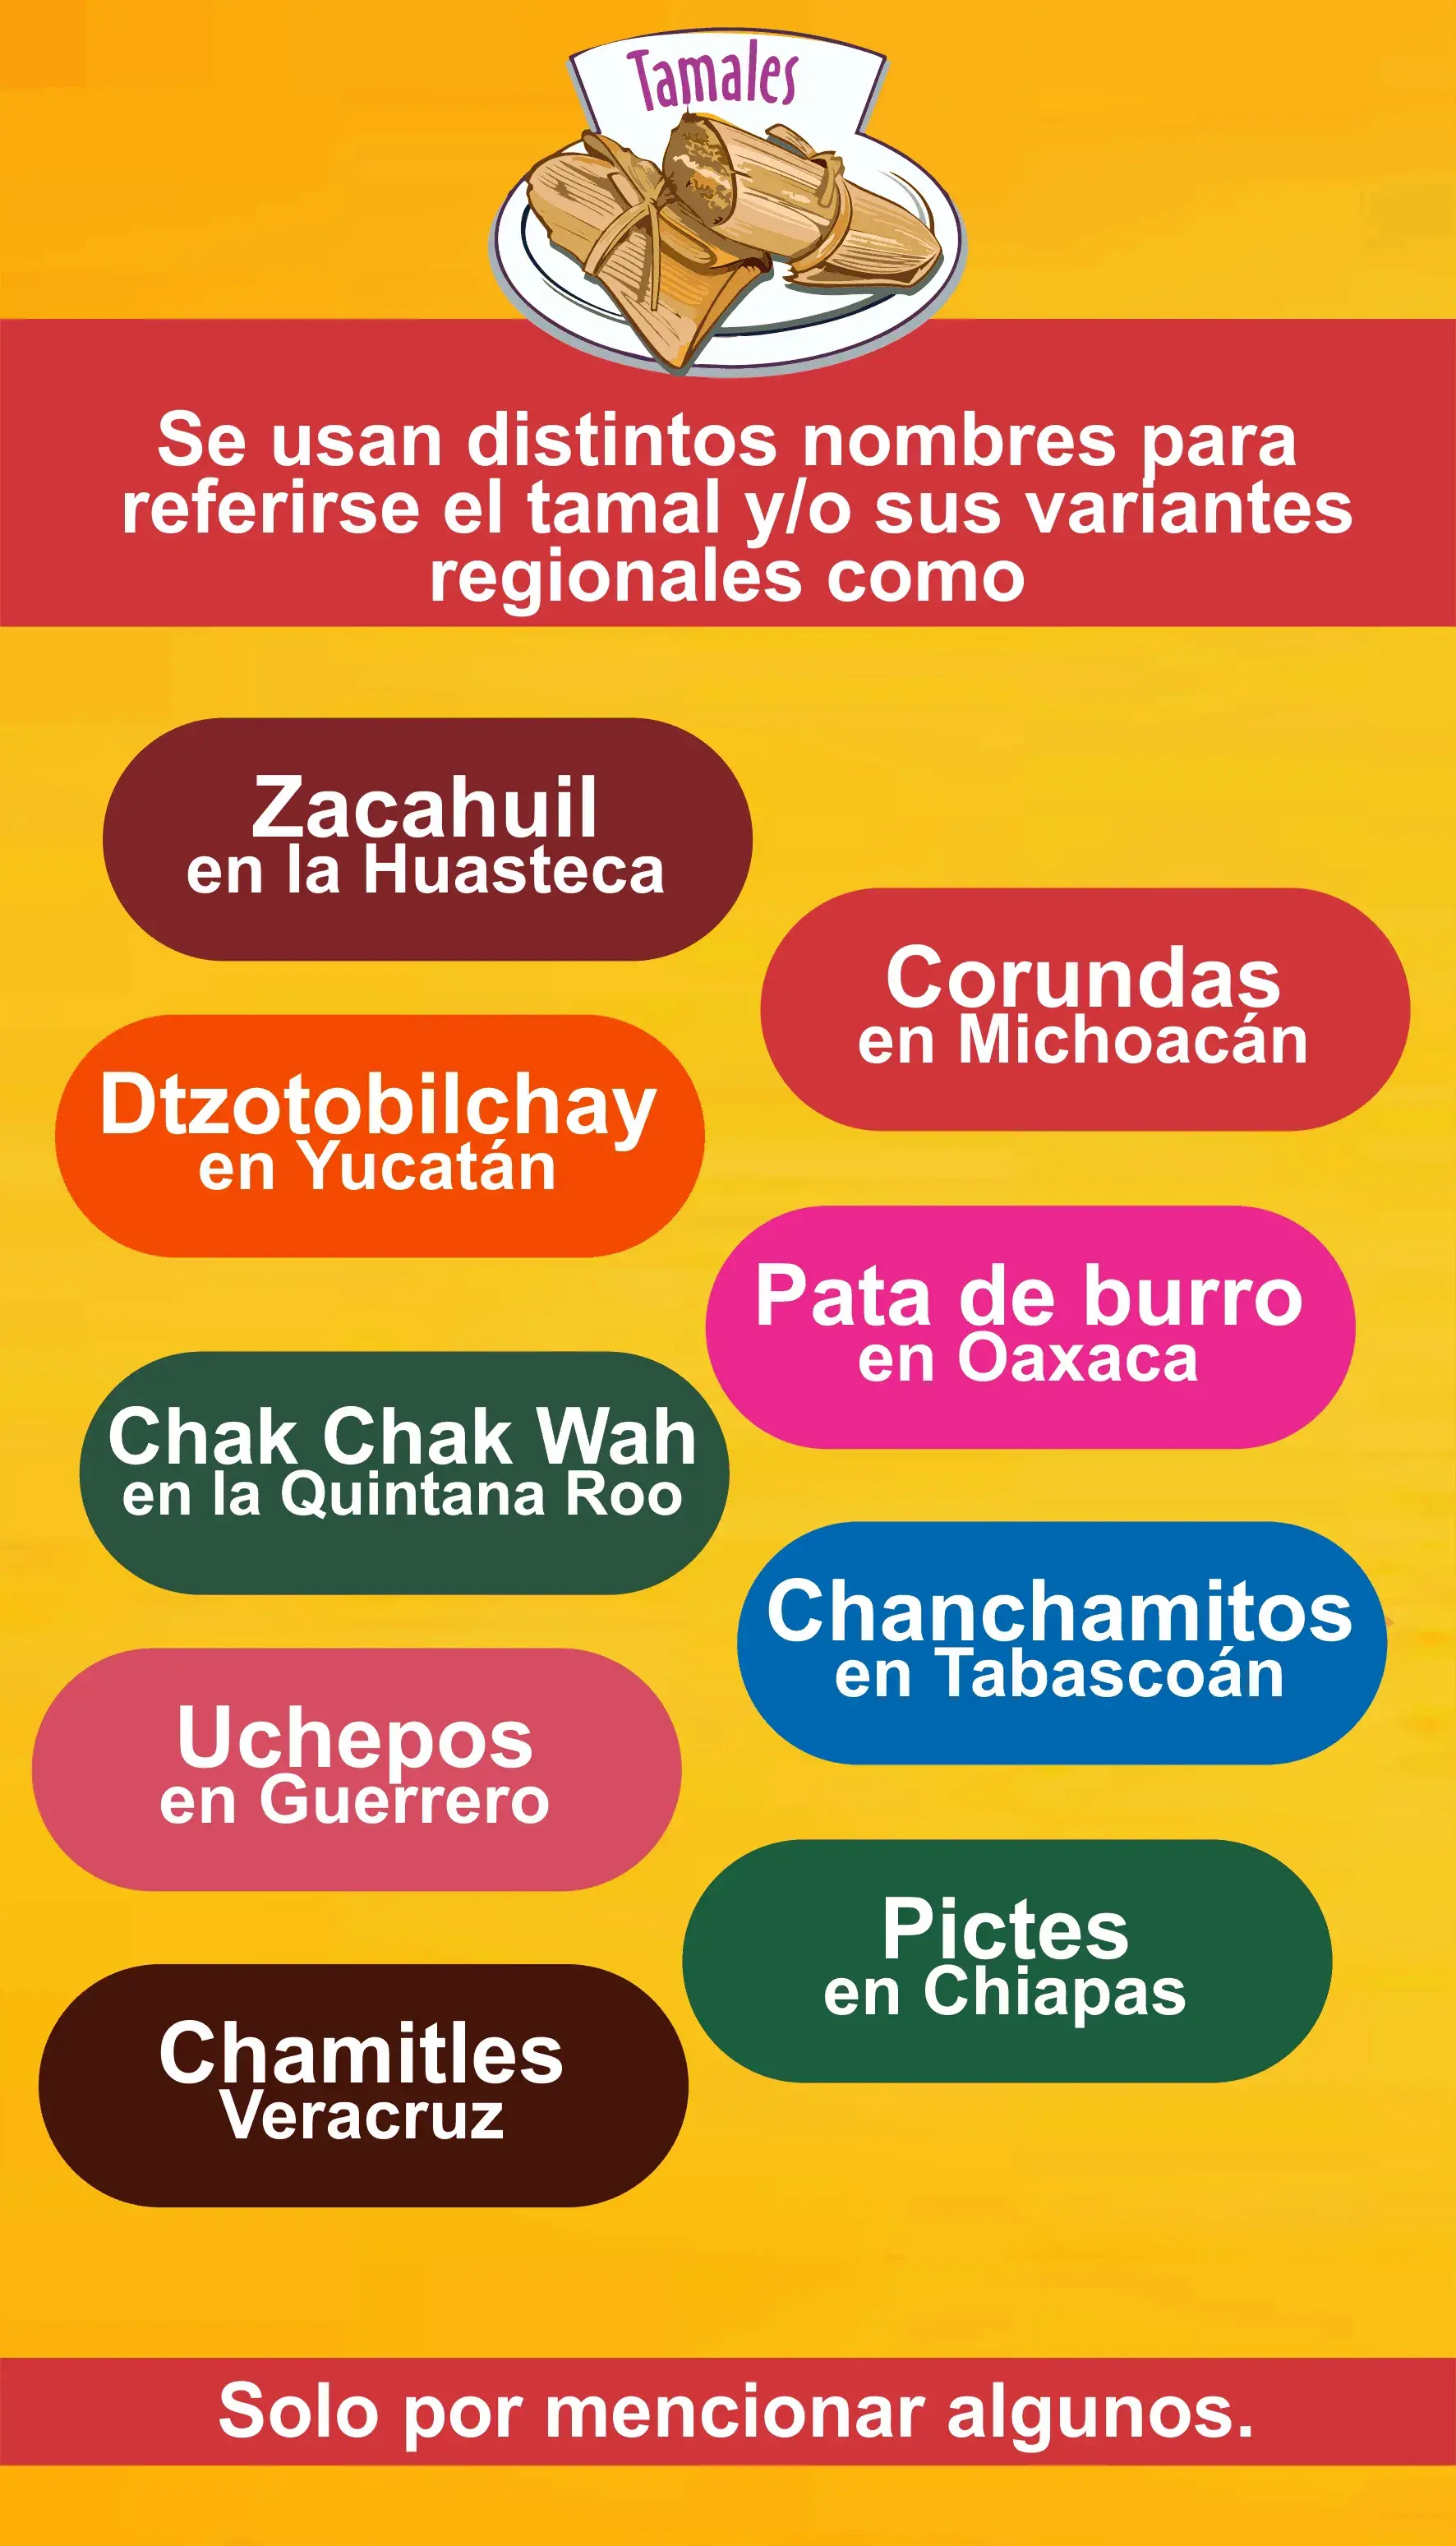 Tamales
Se usan distintos nombres para
referirse el tamal y/o sus variantes
regionales como
Zacahuil
en la Huasteca
Corundas
en Michoacán
Dtzotobilchay
en Yucatán
Pata de burro
en Oaxaca
Chak Chak Wah
en la Quintana Roo
Chanchamitos
en Tabascoán
Uchepos
en Guerrero
Pictes
en Chiapas
Chamitles
Veracruz
Solo por mencionar algunos.